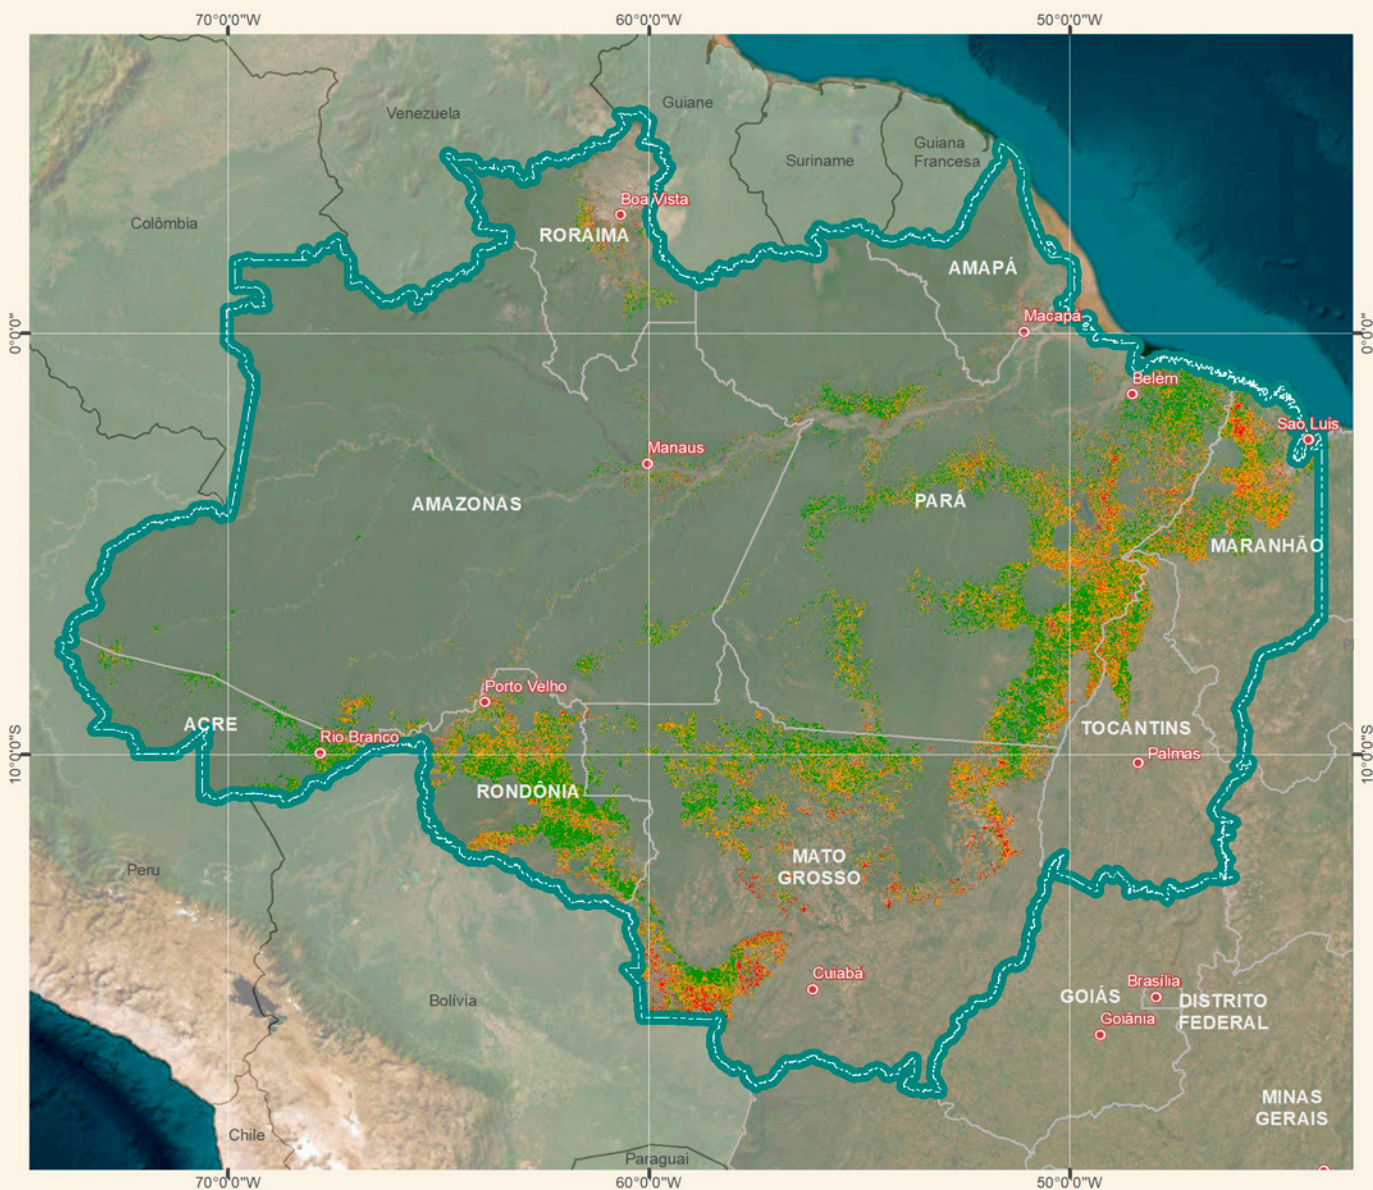 70°0'0"W
60°0'0"W
50°0'0"W
Venezuela
Guiane
Suriname
Guiana
Francesa
Colômbia
Boa Vista
RORAIMA
AMAPÁ
Macapá
0°0'0"
0°0'0"
Belém
São Luís
Manaus
AMAZONAS
PARÁ
MARANHÃO
Porto Velho
ACRE
Rio Branco
TOCANTINS
Palmas
10°0'0"S
10°0'0"S
RONDÔNIA
MATO
GROSSO
Peru
Cuiabá
Bolívia
Brasília
GOIÁS
DISTRITO
FEDERAL
Goiânia
MINAS
GERAIS
Chile
Paraguai
70°0'0"W
60°0'0"W
50°0'0"W